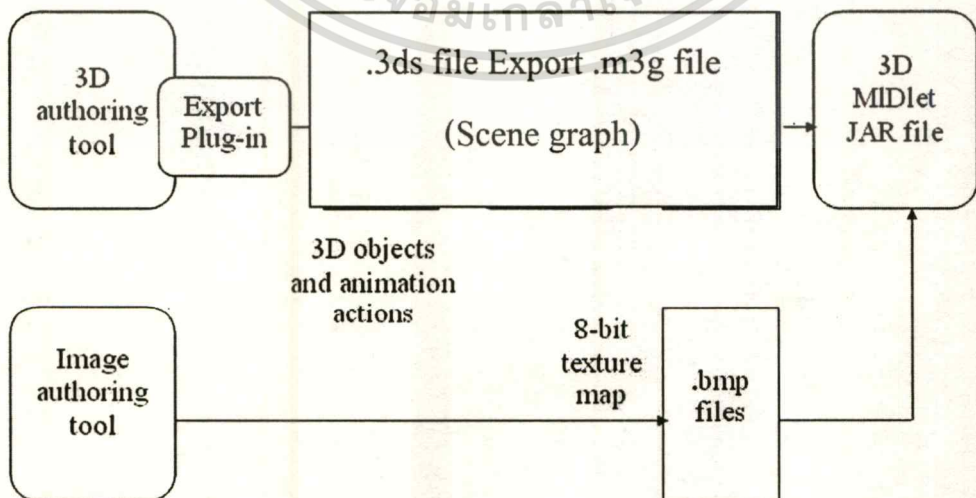 3D
authoring
tool
Export
Plug-in
.3ds file Export .m3g file
(Scene graph)
3D
MIDlet
JAR file
3D objects
and animation
actions
Image
authoring
tool
8-bit
texture
map
.bmp
files